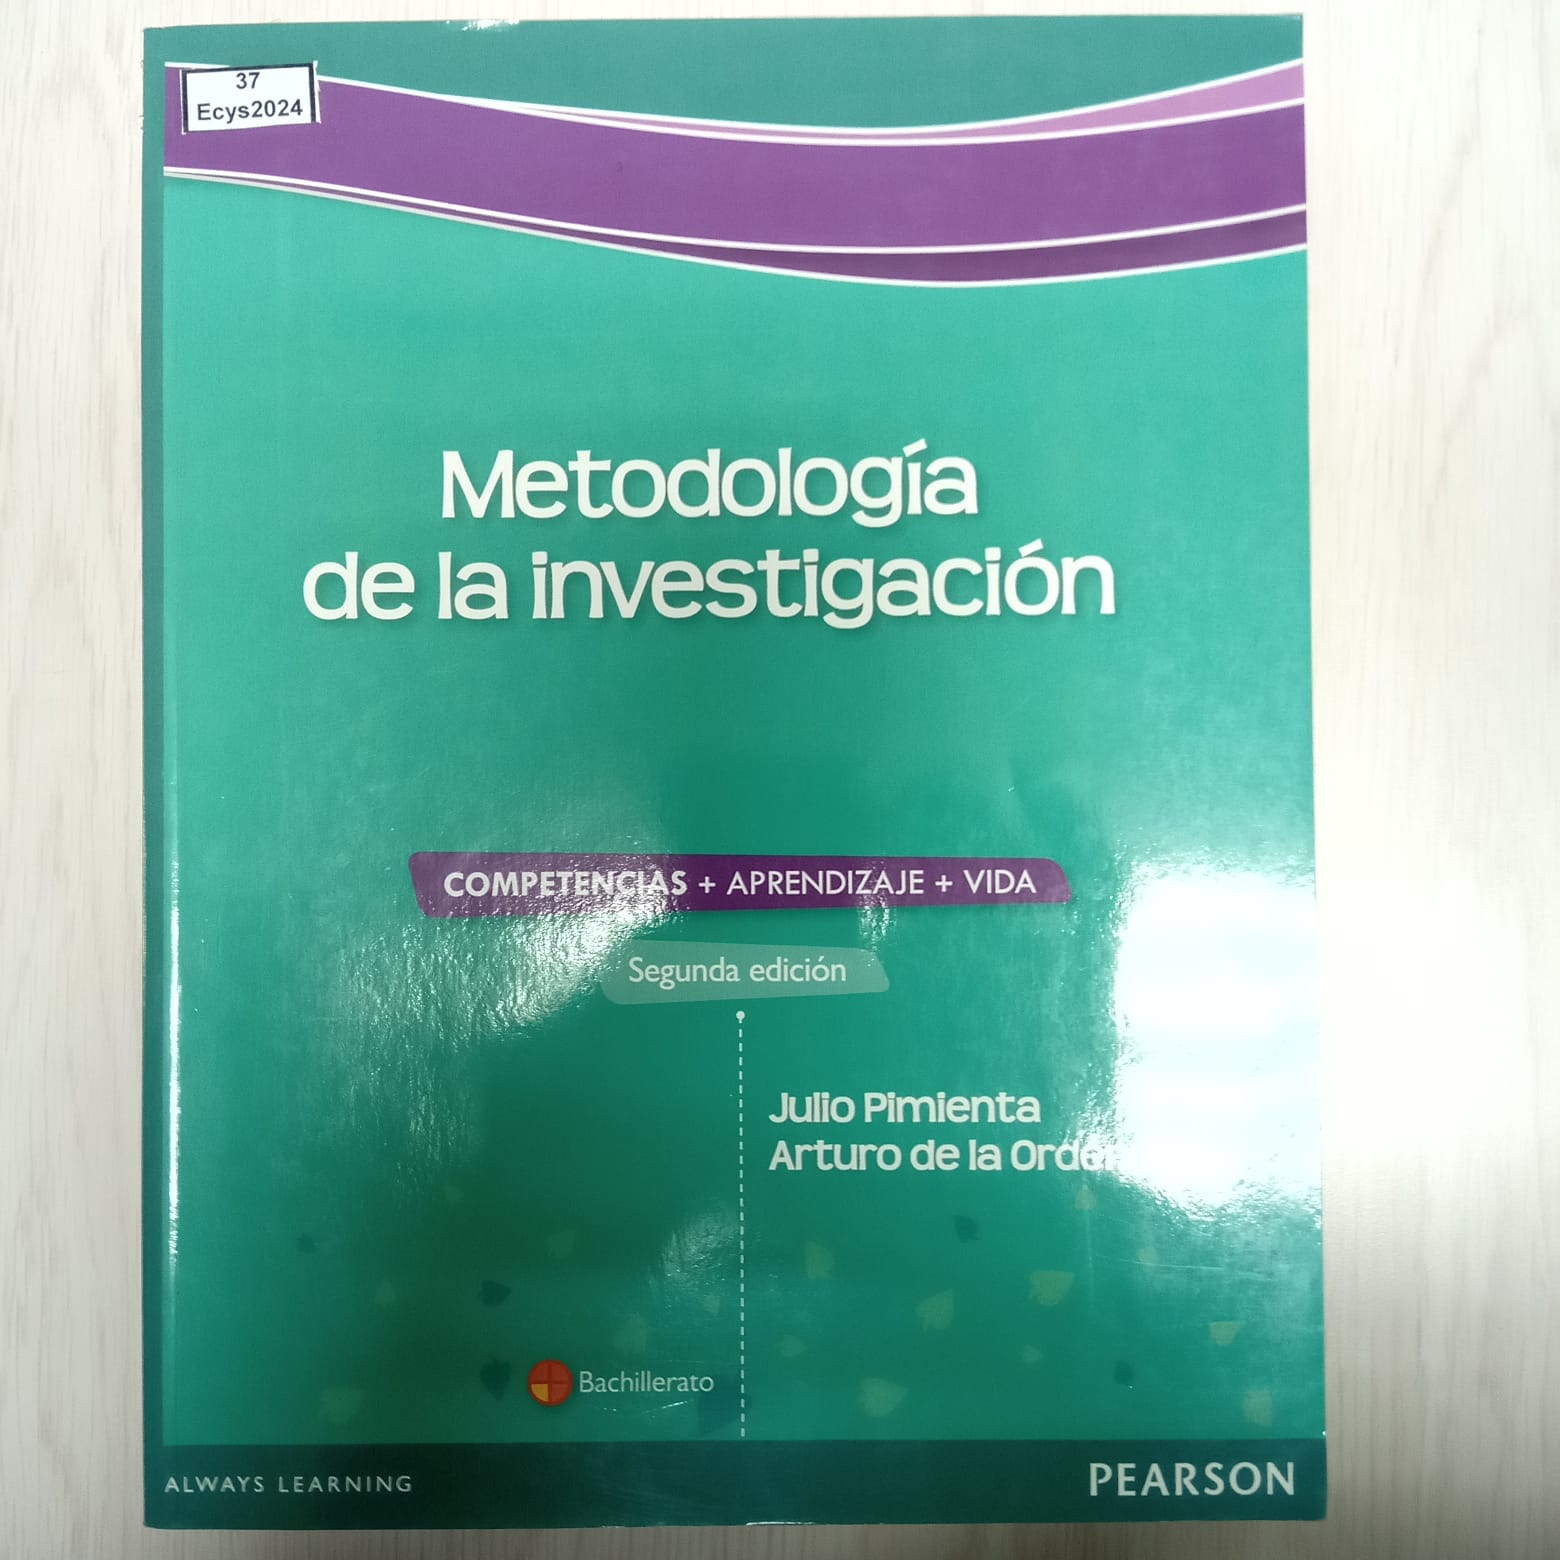 37
Ecys2024
Metodología
de la investigación
COMPETENCIAS + APRENDIZAJE + VIDA
Segunda edición
Julio Pimienta
Arturo de la
Bachillerato
ALWAYS LEARNING
PEARSON